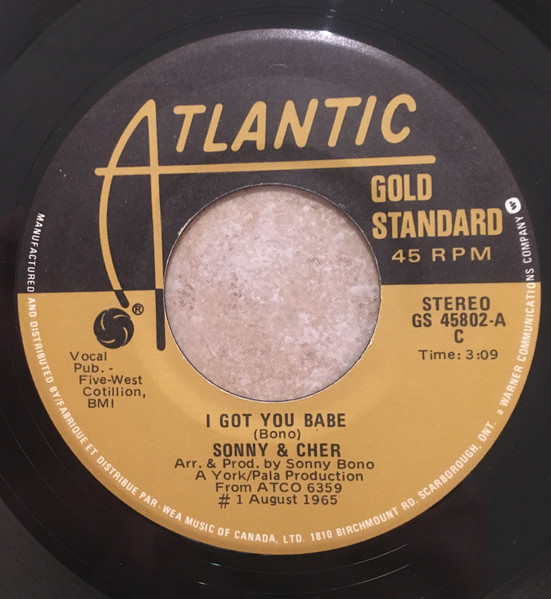 ATLANTIC
®
GOLD
STANDARD
45 RPM
STEREO
GS 45802-A
C
Time: 3:09
Vocal
Pub. -
Five-West
Cotillion,
BMI
I GOT YOU BABE
(Bono)
SONNY & CHER
Arr. & Prod. by Sonny Bono
A York/Pala Production
From ATCO 6359
# 1 August 1965
MANUFACTURED AND DISTRIBUTED BY/FABRIQUE ET DISTRIBUE PAR-WEA MUSIC OF CANADA, LTD. 1810 BIRCHMOUNT RD. SCARBOROUGH, ONT. a WARNER COMMUNICATIONS COMPANY